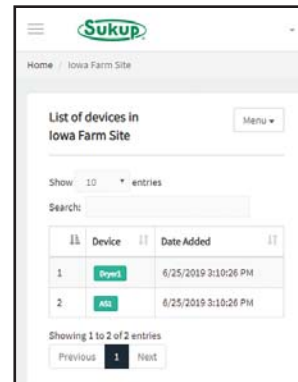 Sukup
Home / Iowa Farm Site
List of devices in
Iowa Farm Site
Menu
Show 10 entries
Search:
Device Date Added
1 Dryer1 6/25/2019 3:10:26 PM
2 AS1 6/25/2019 3:10:26 PM
Showing 1 to 2 of 2 entries
Previous 1 Next